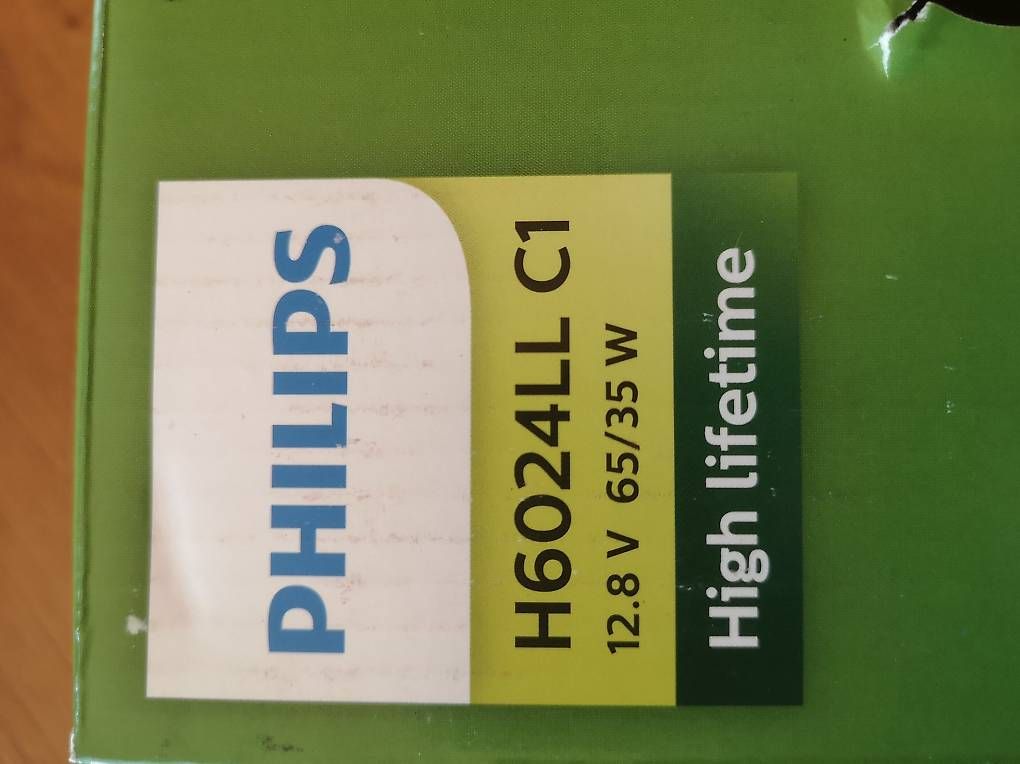 PHILIPS
H6024LL C1
12.8 V 65/35 W
High lifetime